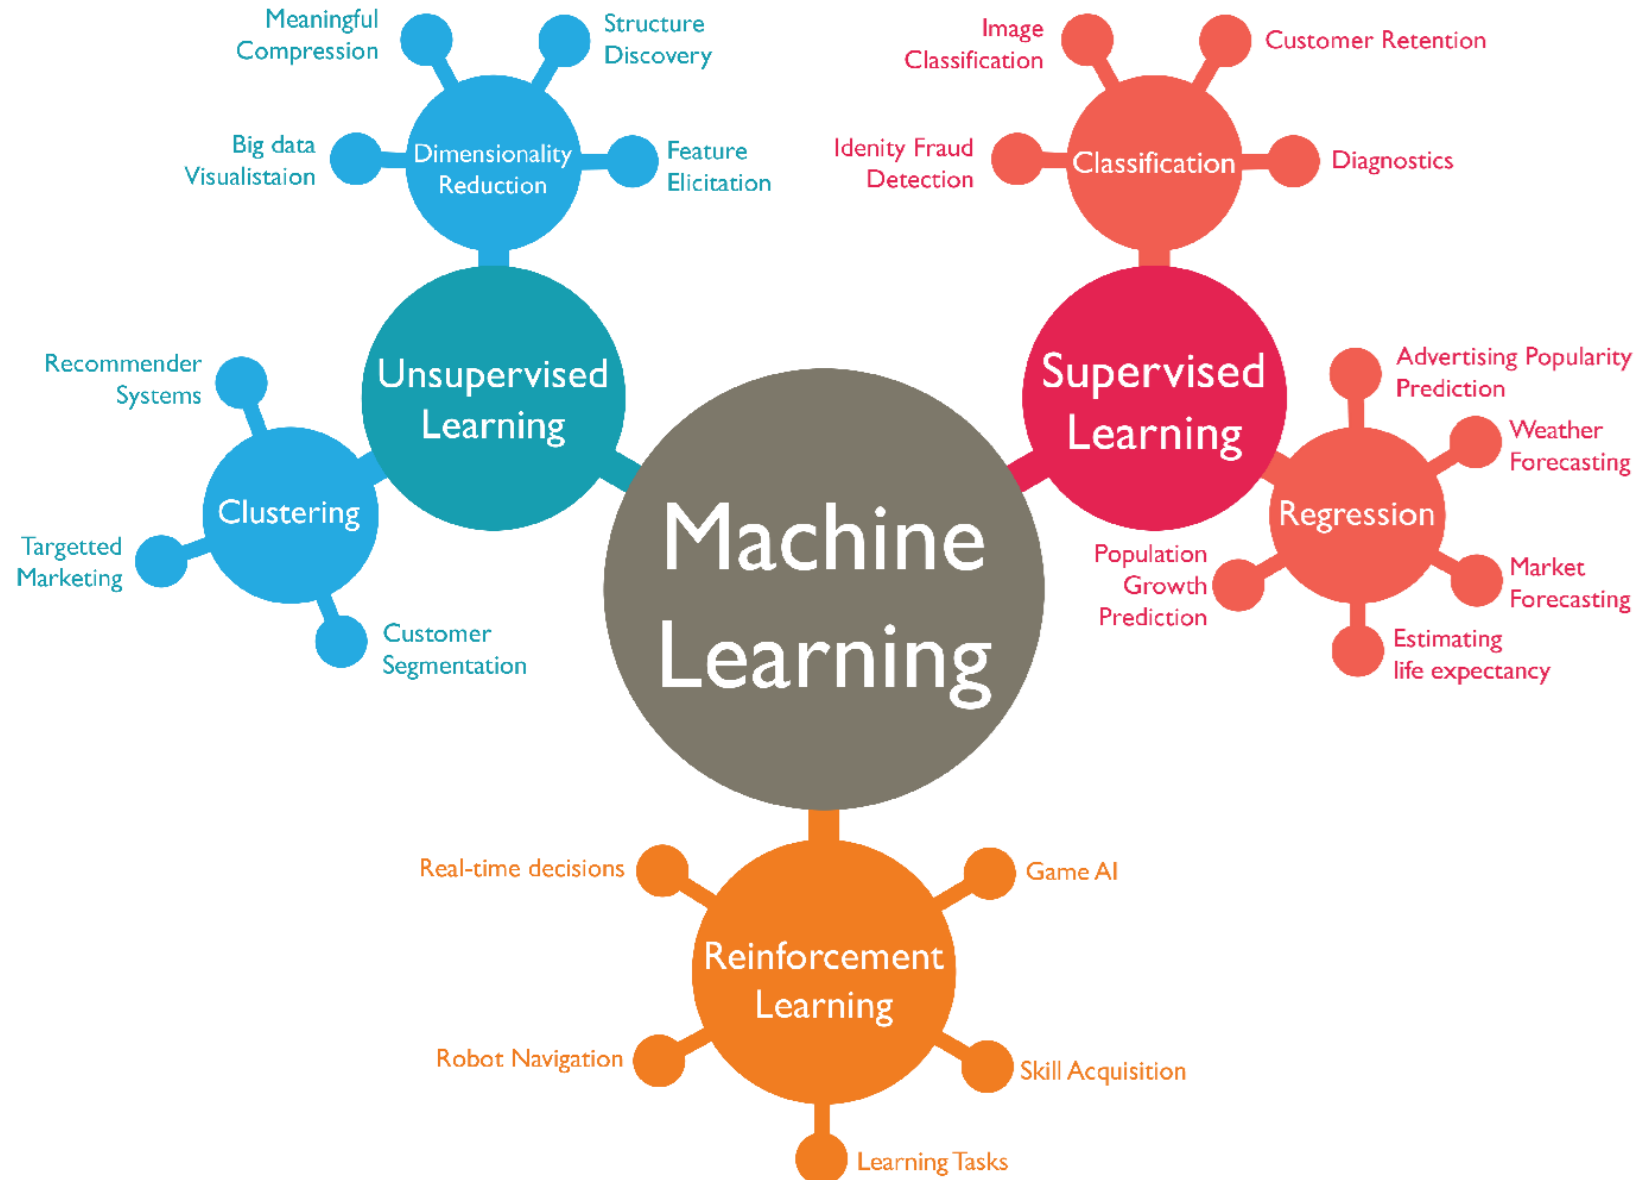 Meaningful
Compression
Structure
Discovery
Big data
Visualistaion
Dimensionality
Reduction
Feature
Elicitation
Image
Classification
Customer Retention
Idenity Fraud
Detection
Classification
Diagnostics
Unsupervised
Learning
Recommender
Systems
Clustering
Targetted
Marketing
Customer
Segmentation
Supervised
Learning
Advertising Popularity
Prediction
Weather
Forecasting
Regression
Population
Growth
Prediction
Market
Forecasting
Estimating
life expectancy
Machine
Learning
Real-time decisions
Game AI
Reinforcement
Learning
Robot Navigation
Skill Acquisition
Learning Tasks